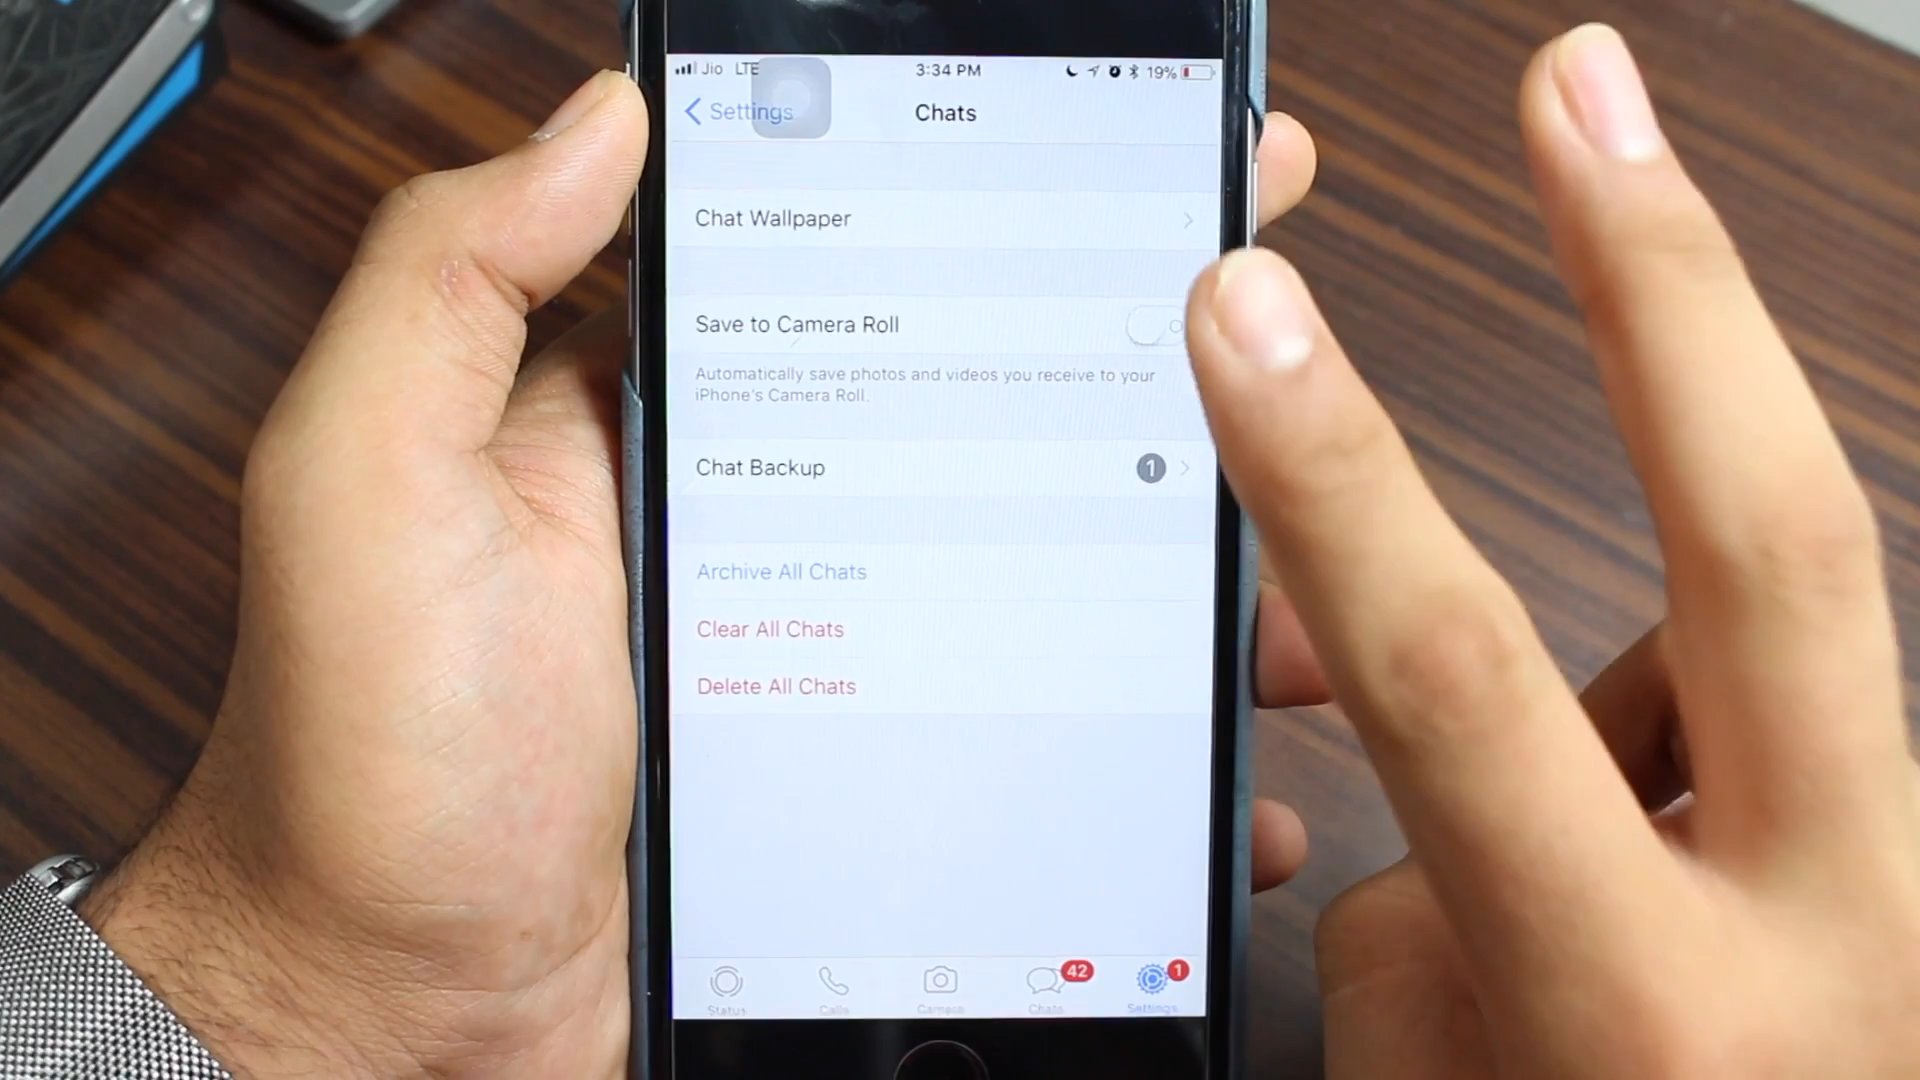 Jio LTE 3:34 PM 19%
Settings Chats
Chat Wallpaper
Save to Camera Roll
Automatically save photos and videos you receive to your
iPhone's Camera Roll.
Chat Backup 1
Archive All Chats
Clear All Chats
Delete All Chats
42 1
Status Calls Camera Chats Settings